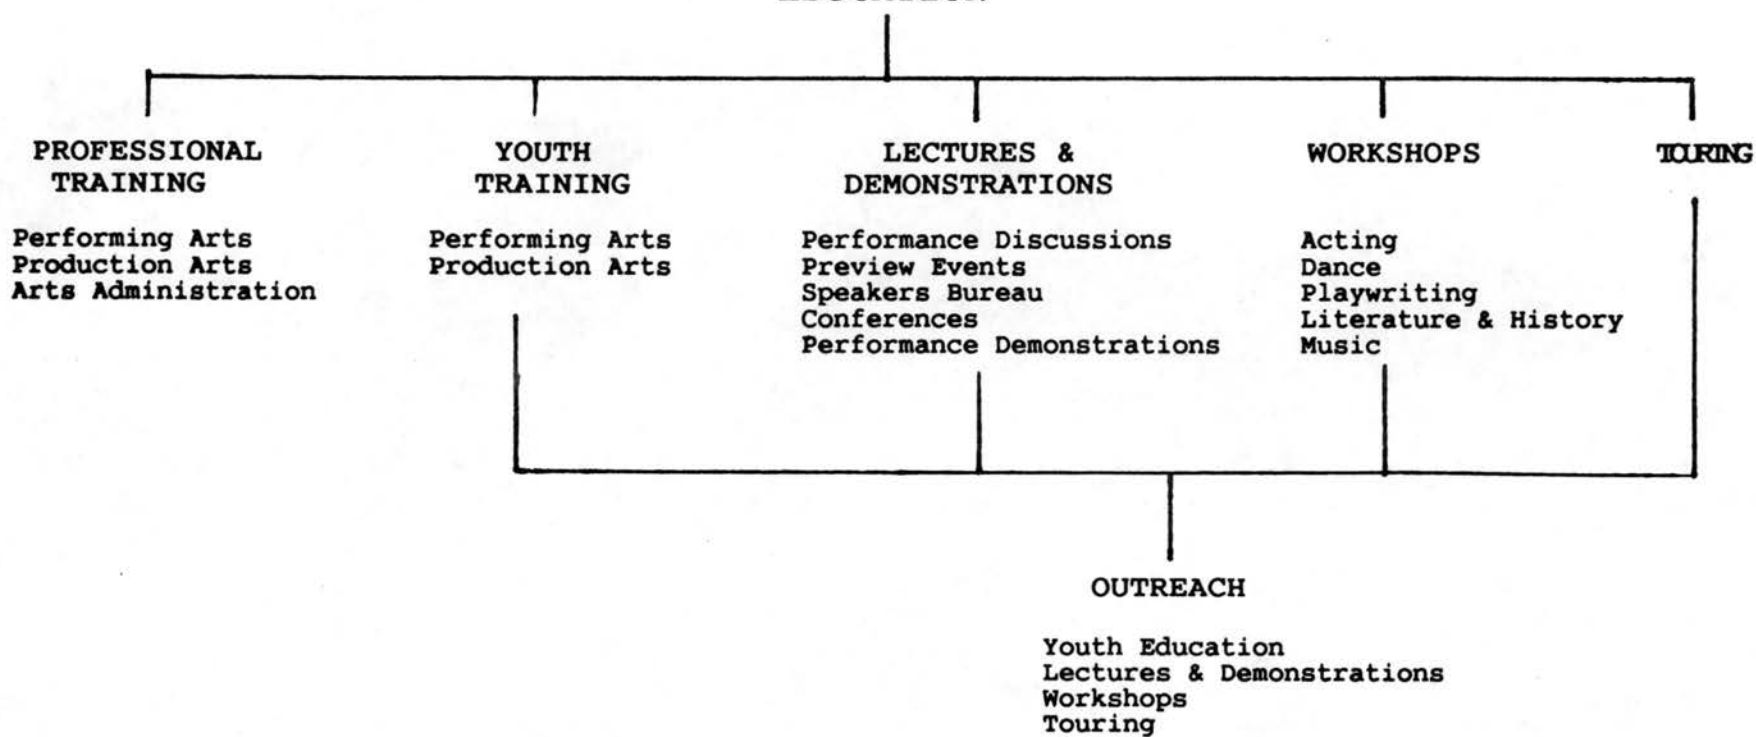 PROFESSIONAL
TRAINING
Performing Arts
Production Arts
Arts Administration
YOUTH
TRAINING
Performing Arts
Production Arts
LECTURES &
DEMONSTRATIONS
Performance Discussions
Preview Events
Speakers Bureau
Conferences
Performance Demonstrations
WORKSHOPS
Acting
Dance
Playwriting
Literature & History
Music
TOURING
OUTREACH
Youth Education
Lectures & Demonstrations
Workshops
Touring